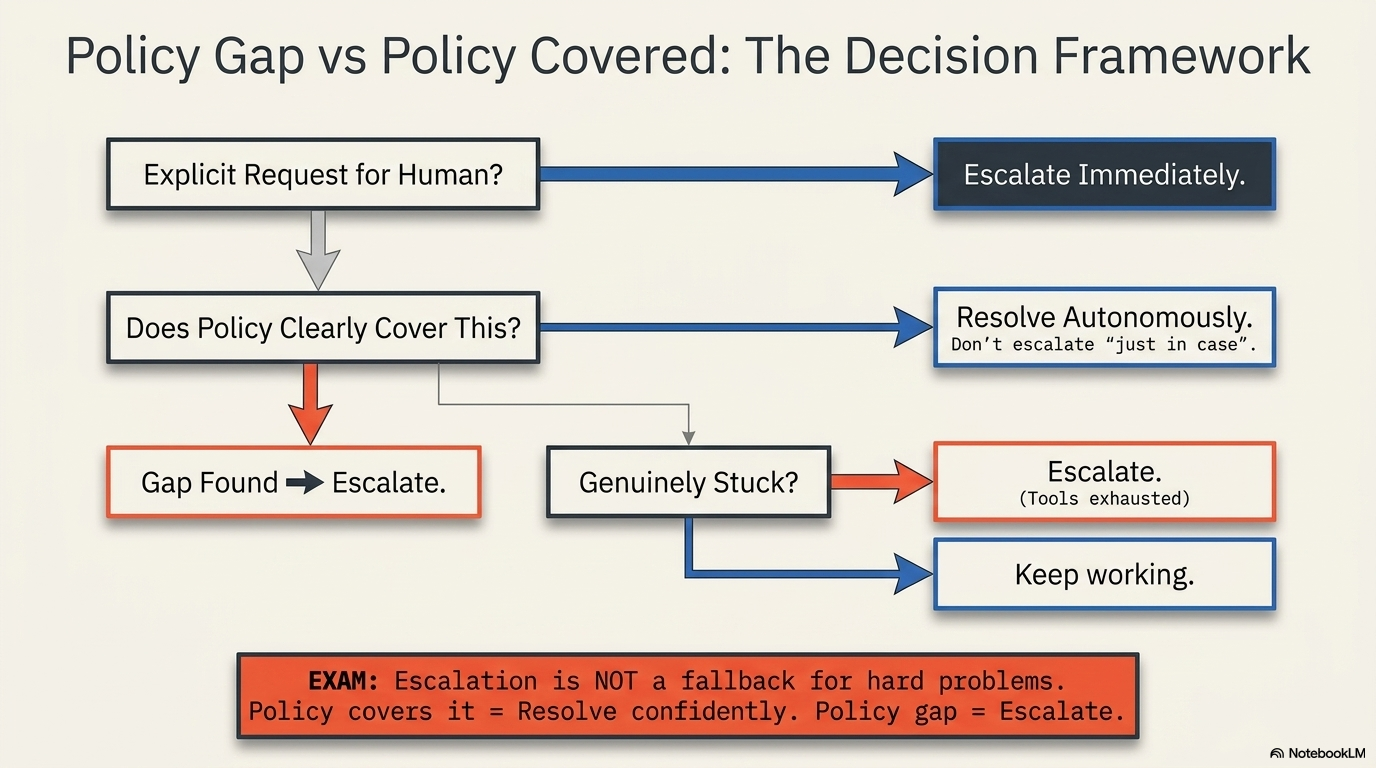 Policy Gap vs Policy Covered: The Decision Framework
Explicit Request for Human?
Escalate Immediately.
Does Policy Clearly Cover This?
Resolve Autonomously.
Don't escalate “just in case”.
Gap Found ➔ Escalate.
Genuinely Stuck?
Escalate.
(Tools exhausted)
Keep working.
EXAM: Escalation is NOT a fallback for hard problems.
Policy covers it = Resolve confidently. Policy gap = Escalate.
NotebookLM